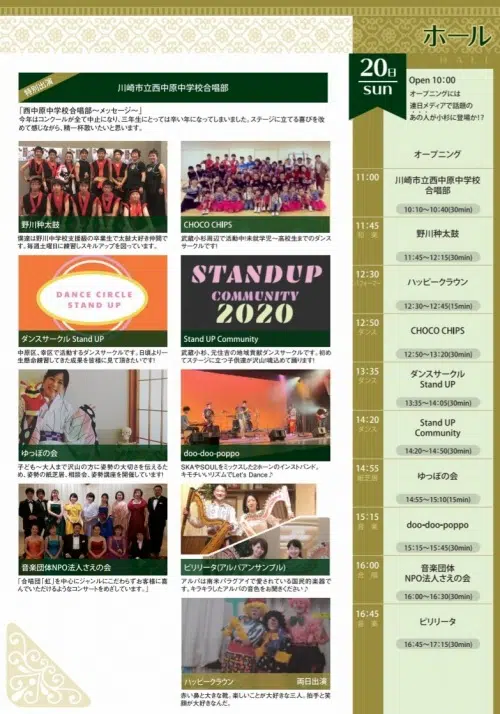 ホール
HALL
特別出演
川崎市立西中原中学校合唱部
「西中原中学校合唱部～メッセージ～」
今年はコンクールが全て中止になり、三年生にとっては辛い年になってしまいました。ステージに立てる喜びを改
めて感じながら、精一杯歌いたいと思います。
野川种太鼓
僕達は野川中学校支援級の卒業生で太鼓大好き仲間で
す。毎週土曜日に練習しスキルアップを図っています。
CHOCO CHIPS
武蔵小杉周辺で活動中!未就学児～高校生までのダンス
サークルです!
DANCE CIRCLE
STAND UP
ダンスサークル Stand UP
中原区、幸区で活動するダンスサークルです。日頃より一
生懸命練習してきた成果を皆様に見て頂きたいです!
STANDUP
COMMUNITY
2020
Stand UP Community
武蔵小杉、元住吉の地域貢献ダンスサークルです。初め
てステージに立つ子供達が沢山!魂込めて踊ります!
ゆっぽの会
子ども～大人まで沢山の方に姿勢の大切さを伝えるた
め、姿勢の紙芝居、相談会、姿勢講座を開催しています!
doo-doo-poppo
SKAやSOULをミックスした2ホーンのインストバンド。
キモチいいリズムでLet's Dance♪
音楽団体NPO法人さえの会
「合唱団「虹」を中心にジャンルにこだわらずお客様に喜
んでいただけるようなコンサートをめざしています。」
ピリリータ(アルパアンサンブル)
アルパは南米パラグアイで愛されている国民的楽器で
す。キラキラしたアルパの音色をお聞きください♪
ハッピークラウン 両日出演
赤い鼻と大きな靴。楽しいことが大好きな三人。拍手と笑
顔が大好きなんだ。
20日
sun
Open 10:00
オープニングには
連日メディアで話題の
あの人が小杉に登場か!?
オープニング
11:00
川崎市立西中原中学校
合唱部
10:10～10:40(30min)
11:45
和楽
野川种太鼓
11:45～12:15(30min)
12:30
パフォーマー
ハッピークラウン
12:30～12:45(15min)
12:50
ダンス
CHOCO CHIPS
12:50～13:20(30min)
13:35
ダンス
ダンスサークル
Stand UP
13:35～14:05(30min)
14:20
ダンス
Stand UP
Community
14:20～14:50(30min)
14:55
紙芝居
ゆっぽの会
14:55～15:10(15min)
15:15
音楽
doo-doo-poppo
15:15～15:45(30min)
16:00
合唱
音楽団体
NPO法人さえの会
16:00～16:30(30min)
16:45
音楽
ピリリータ
16:45～17:15(30min)